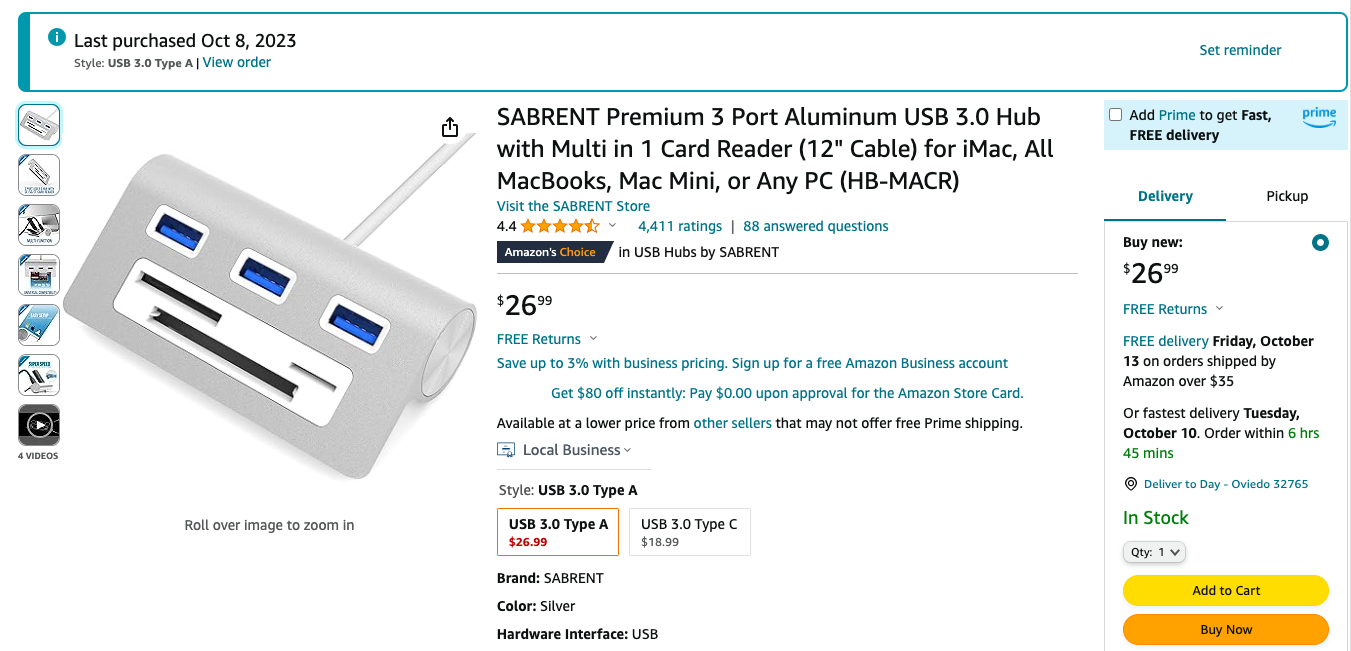 Last purchased Oct 8, 2023
Style: USB 3.0 Type A | View order
Set reminder
SABRENT Premium 3 Port Aluminum USB 3.0 Hub
with Multi in 1 Card Reader (12" Cable) for iMac, All
MacBooks, Mac Mini, or Any PC (HB-MACR)
Visit the SABRENT Store
4.4 4,411 ratings | 88 answered questions
Amazon's Choice in USB Hubs by SABRENT
$26.99
FREE Returns
Save up to 3% with business pricing. Sign up for a free Amazon Business account
Get $80 off instantly: Pay $0.00 upon approval for the Amazon Store Card.
Available at a lower price from other sellers that may not offer free Prime shipping.
Local Business
Style: USB 3.0 Type A
USB 3.0 Type A
$26.99
USB 3.0 Type C
$18.99
Brand: SABRENT
Color: Silver
Hardware Interface: USB
MULTI FUNCTION
EASY SETUP
SUPER SPEED
4 VIDEOS
Roll over image to zoom in
Add Prime to get Fast,
FREE delivery
prime
Delivery
Pickup
Buy new:
$26.99
FREE Returns
FREE delivery Friday, October
13 on orders shipped by
Amazon over $35
Or fastest delivery Tuesday,
October 10. Order within 6 hrs
45 mins
Deliver to Day - Oviedo 32765
In Stock
Qty: 1
Add to Cart
Buy Now